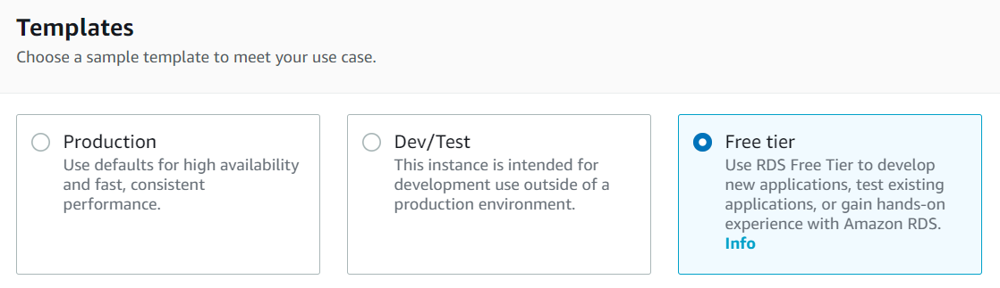 Templates
Choose a sample template to meet your use case.
Production
Use defaults for high availability
and fast, consistent
performance.
Dev/Test
This instance is intended for
development use outside of a
production environment.
Free tier
Use RDS Free Tier to develop
new applications, test existing
applications, or gain hands-on
experience with Amazon RDS.
Info